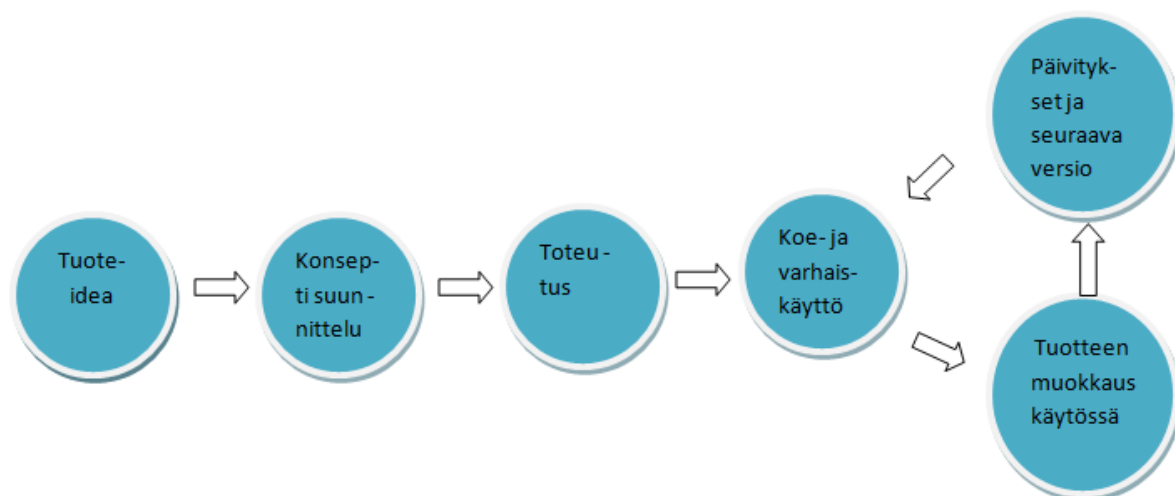 Tuote-
idea
Konsep-
ti suun-
nittelu
Toteu-
tus
Koe- ja
varhais-
käyttö
Tuotteen
muokkaus
käytössä
Päivityk-
set ja
seuraava
versio